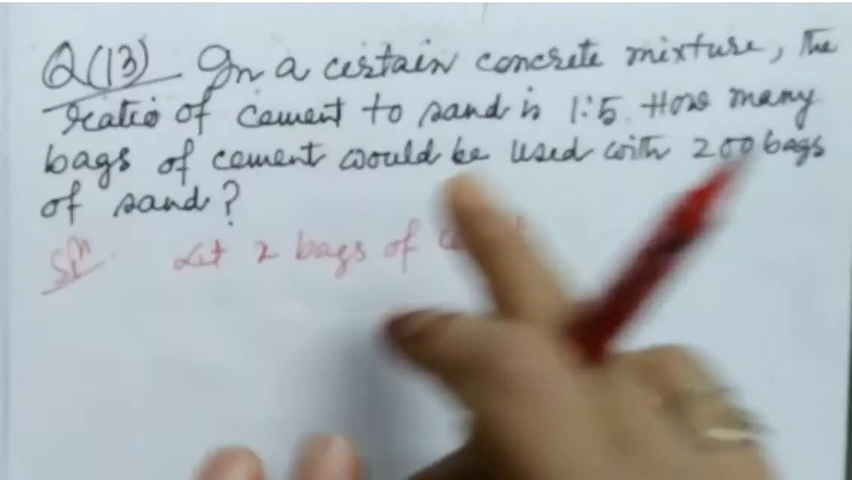 Q(13) In a certain concrete mixture, the
ratio of cement to sand is 1:5. How many
bags of cement would be used with 200 bags
of sand?
Sol^n. Let x bags of